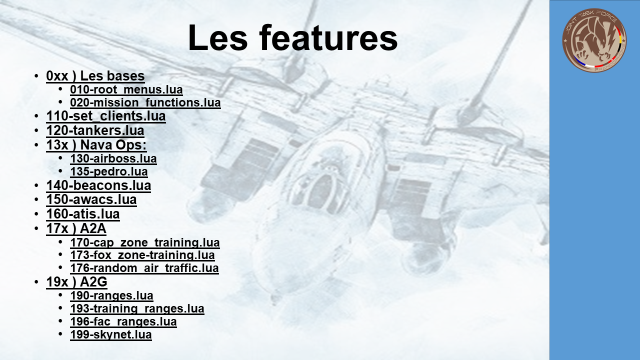 Les features
• 0xx ) Les bases
• 010-root_menus.lua
• 020-mission_functions.lua
• 110-set_clients.lua
• 120-tankers.lua
• 13x ) Nava Ops:
• 130-airboss.lua
• 135-pedro.lua
• 140-beacons.lua
• 150-awacs.lua
• 160-atis.lua
• 17x ) A2A
• 170-cap_zone_training.lua
• 173-fox_zone-training.lua
• 176-random_air_traffic.lua
• 19x ) A2G
• 190-ranges.lua
• 193-training_ranges.lua
• 196-fac_ranges.lua
• 199-skynet.lua